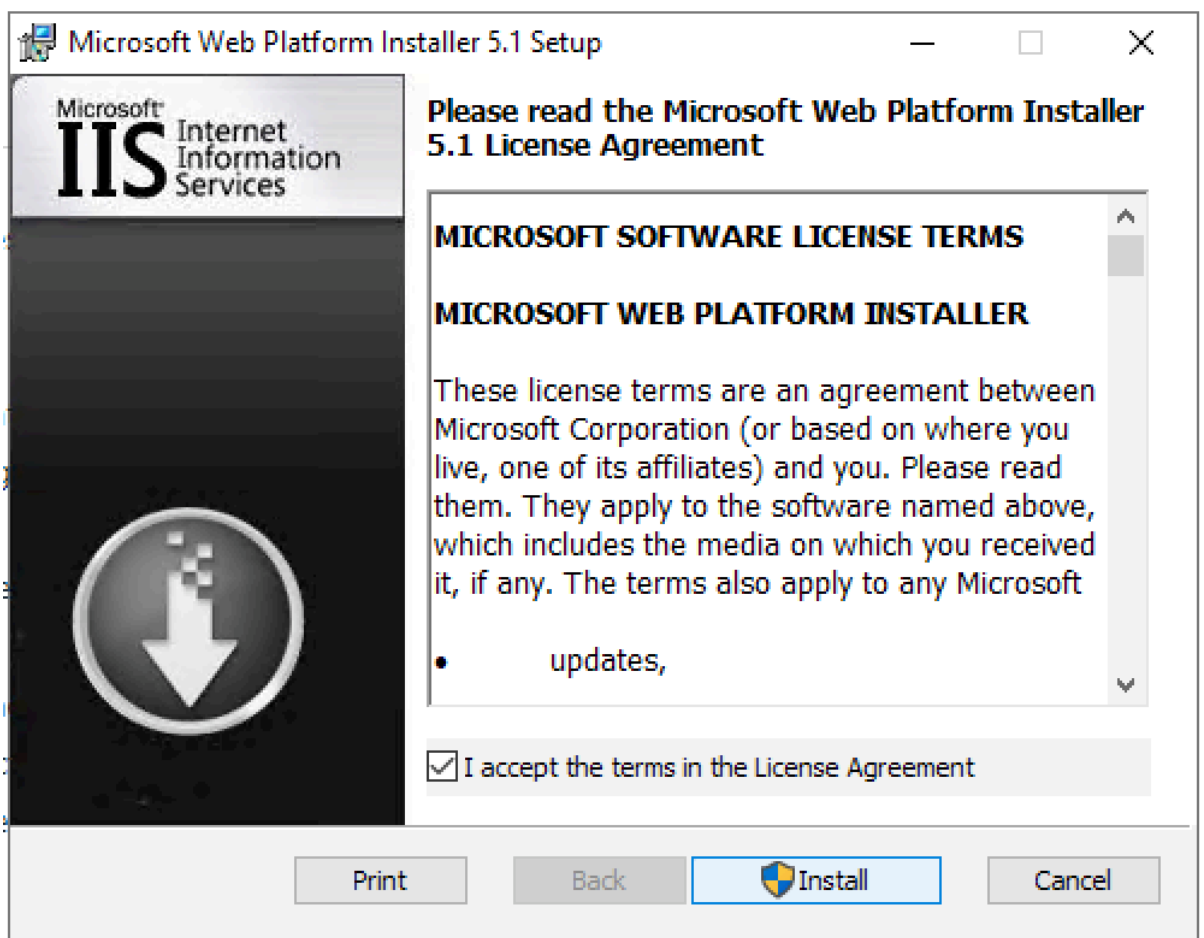 Microsoft Web Platform Installer 5.1 Setup
Microsoft
IIS Internet
Information
Services
Please read the Microsoft Web Platform Installer
5.1 License Agreement
MICROSOFT SOFTWARE LICENSE TERMS
MICROSOFT WEB PLATFORM INSTALLER
These license terms are an agreement between
Microsoft Corporation (or based on where you
live, one of its affiliates) and you. Please read
them. They apply to the software named above,
which includes the media on which you received
it, if any. The terms also apply to any Microsoft
• updates,
I accept the terms in the License Agreement
Print
Back
Install
Cancel